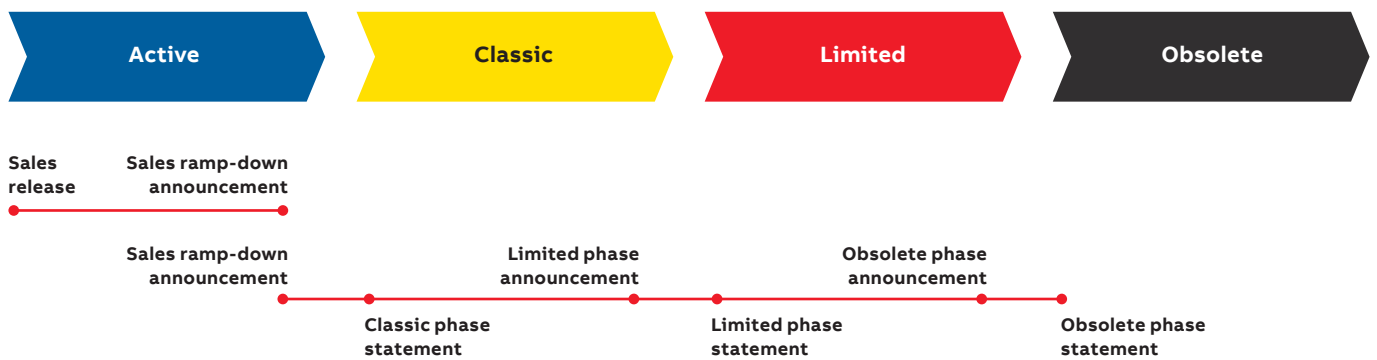 Active
Classic
Limited
Obsolete
Sales
release
Sales ramp-down
announcement
Sales ramp-down
announcement
Limited phase
announcement
Obsolete phase
announcement
Classic phase
statement
Limited phase
statement
Obsolete phase
statement